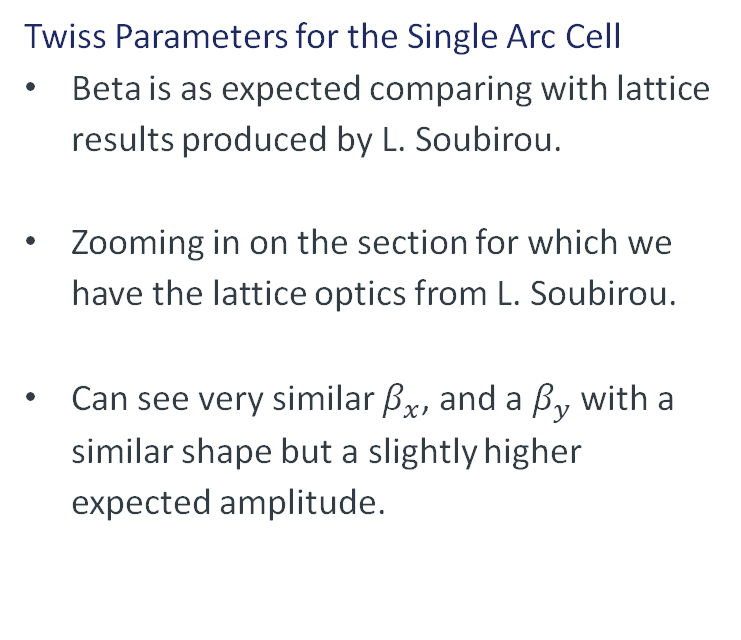 Twiss Parameters for the Single Arc Cell
• Beta is as expected comparing with lattice
results produced by L. Soubirou.
• Zooming in on the section for which we
have the lattice optics from L. Soubirou.
• Can see very similar βₓ, and a βᵧ with a
similar shape but a slightly higher
expected amplitude.